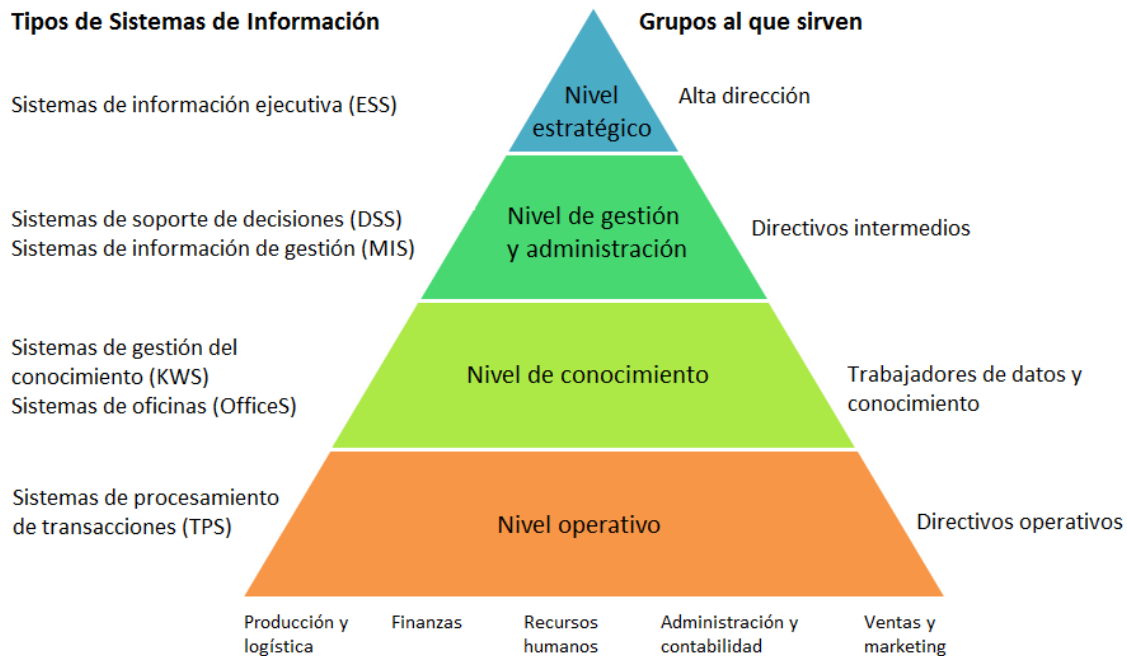 Tipos de Sistemas de Información
Grupos al que sirven
Sistemas de información ejecutiva (ESS)
Nivel
estratégico
Alta dirección
Sistemas de soporte de decisiones (DSS)
Sistemas de información de gestión (MIS)
Nivel de gestión
y administración
Directivos intermedios
Sistemas de gestión del
conocimiento (KWS)
Sistemas de oficinas (OfficeS)
Nivel de conocimiento
Trabajadores de datos y
conocimiento
Sistemas de procesamiento
de transacciones (TPS)
Nivel operativo
Directivos operativos
Producción y
logística
Finanzas
Recursos
humanos
Administración y
contabilidad
Ventas y
marketing